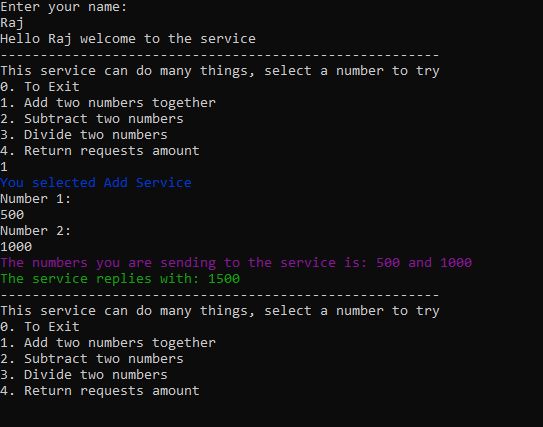 Enter your name:
Raj
Hello Raj welcome to the service
-------------------------------------------------------
This service can do many things, select a number to try
0. To Exit
1. Add two numbers together
2. Subtract two numbers
3. Divide two numbers
4. Return requests amount
1
You selected Add Service
Number 1:
500
Number 2:
1000
The numbers you are sending to the service is: 500 and 1000
The service replies with: 1500
-------------------------------------------------------
This service can do many things, select a number to try
0. To Exit
1. Add two numbers together
2. Subtract two numbers
3. Divide two numbers
4. Return requests amount